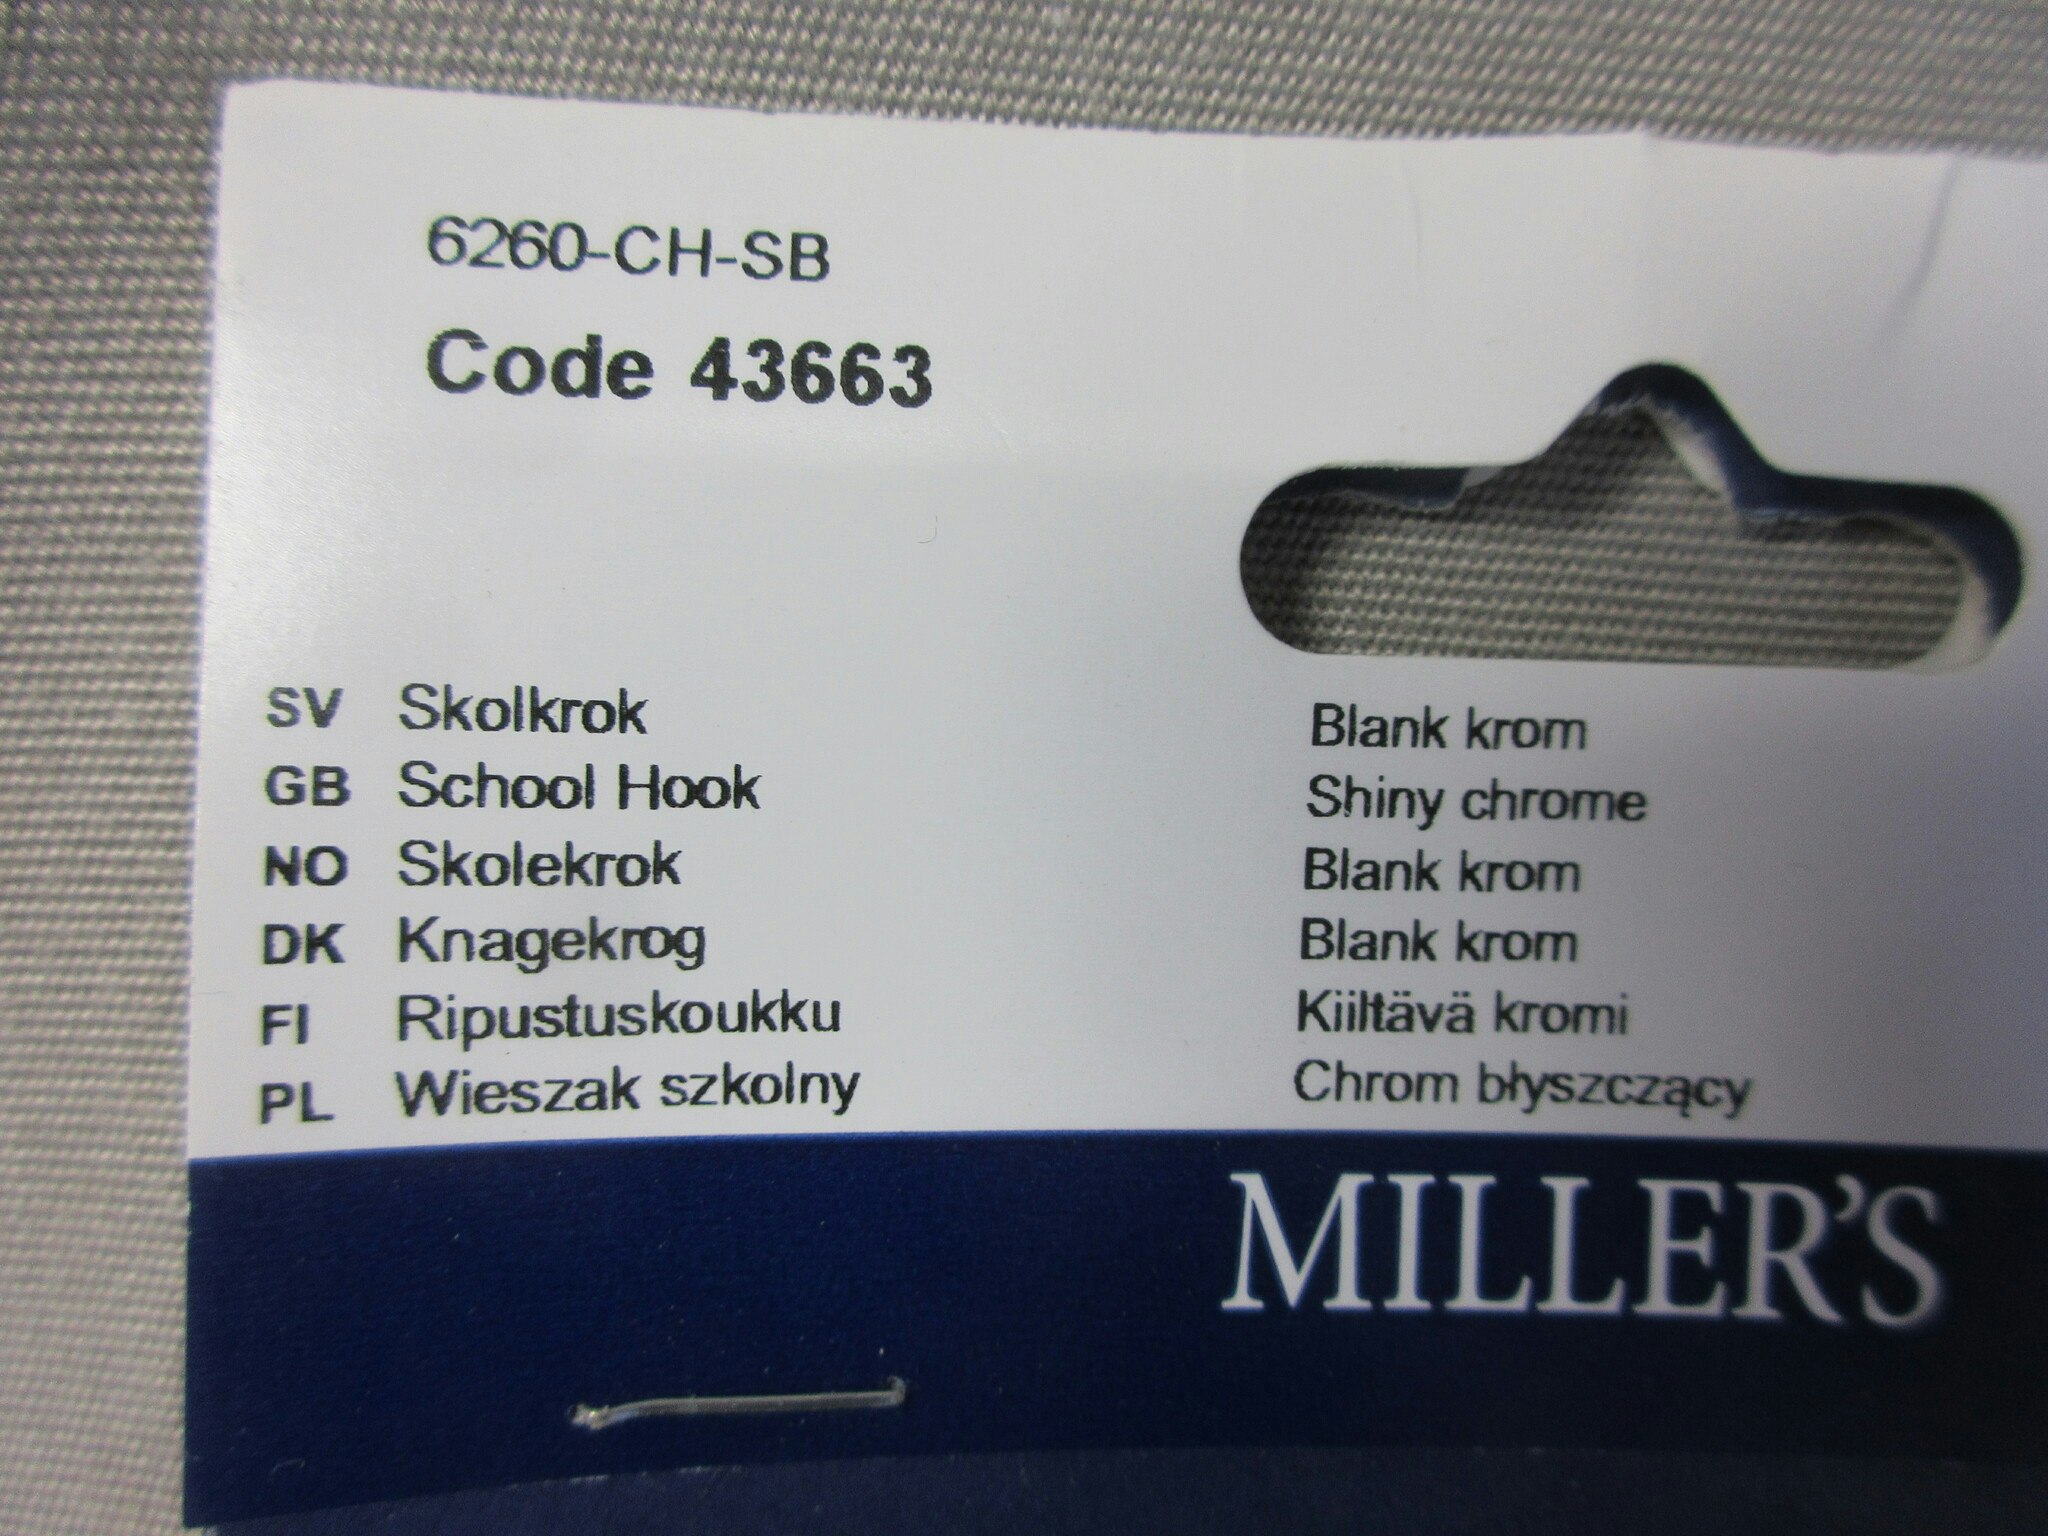 6260-CH-SB
Code 43663
SV Skolkrok Blank krom
GB School Hook Shiny chrome
NO Skolekrok Blank krom
DK Knagekrog Blank krom
FI Ripustuskoukku Kiiltävä kromi
PL Wieszak szkolny Chrom błyszczący
MILLER'S